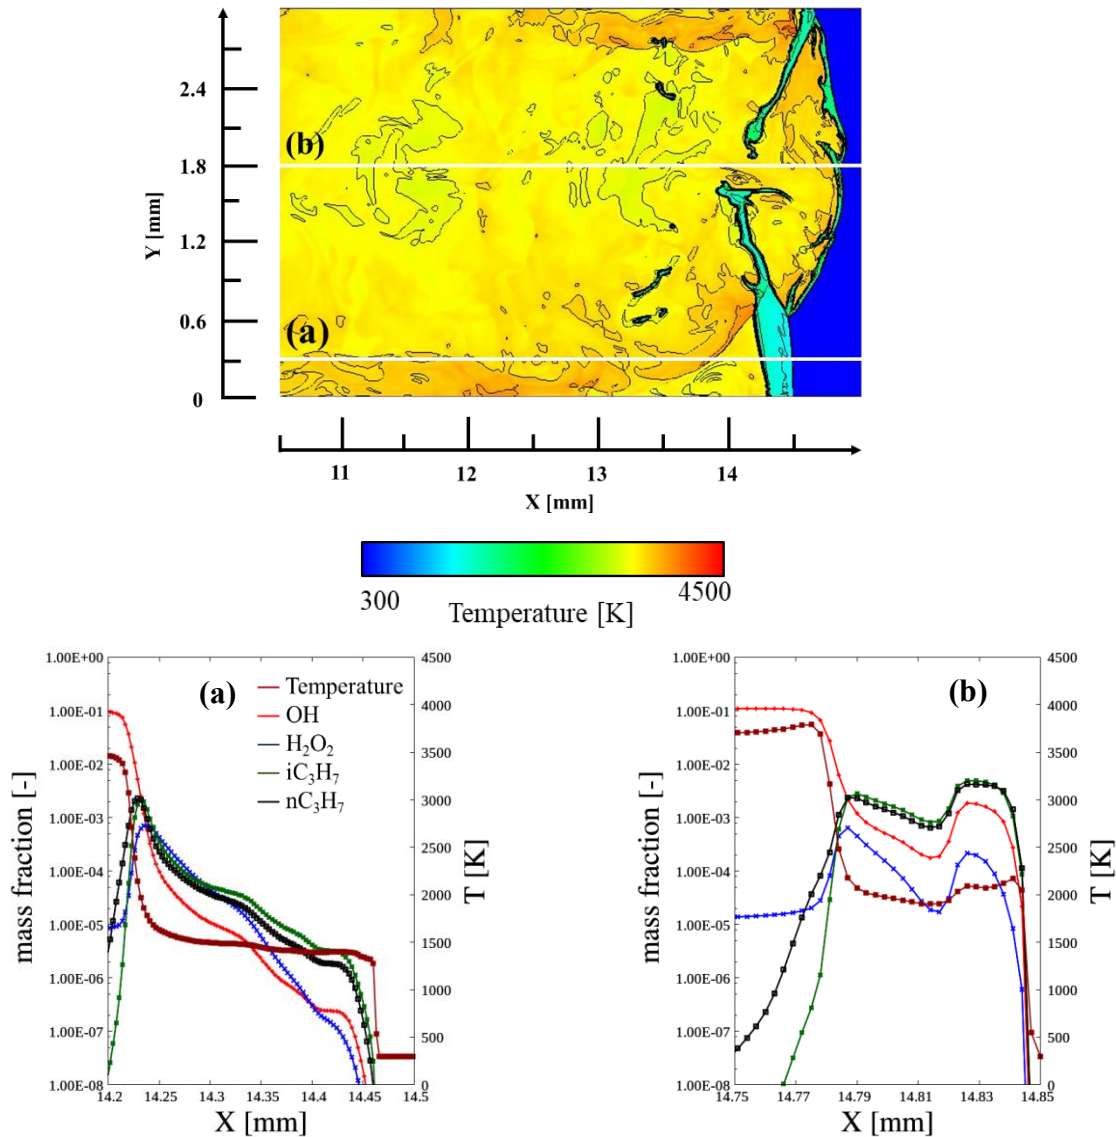 2.4
(b)
1.8
Y [mm]
1.2
0.6
(a)
0
11 12 13 14
X [mm]
300 4500
Temperature [K]
(a)
Temperature
OH
H₂O₂
iC₃H₇
nC₃H₇
1.00E+00
1.00E-01
1.00E-02
1.00E-03
1.00E-04
1.00E-05
1.00E-06
1.00E-07
1.00E-08
mass fraction [-]
4500
4000
3500
3000
2500
2000
1500
1000
500
0
T [K]
14.2 14.25 14.3 14.35 14.4 14.45 14.5
X [mm]
(b)
1.00E+00
1.00E-01
1.00E-02
1.00E-03
1.00E-04
1.00E-05
1.00E-06
1.00E-07
1.00E-08
mass fraction [-]
4500
4000
3500
3000
2500
2000
1500
1000
500
0
T [K]
14.75 14.77 14.79 14.81 14.83 14.85
X [mm]